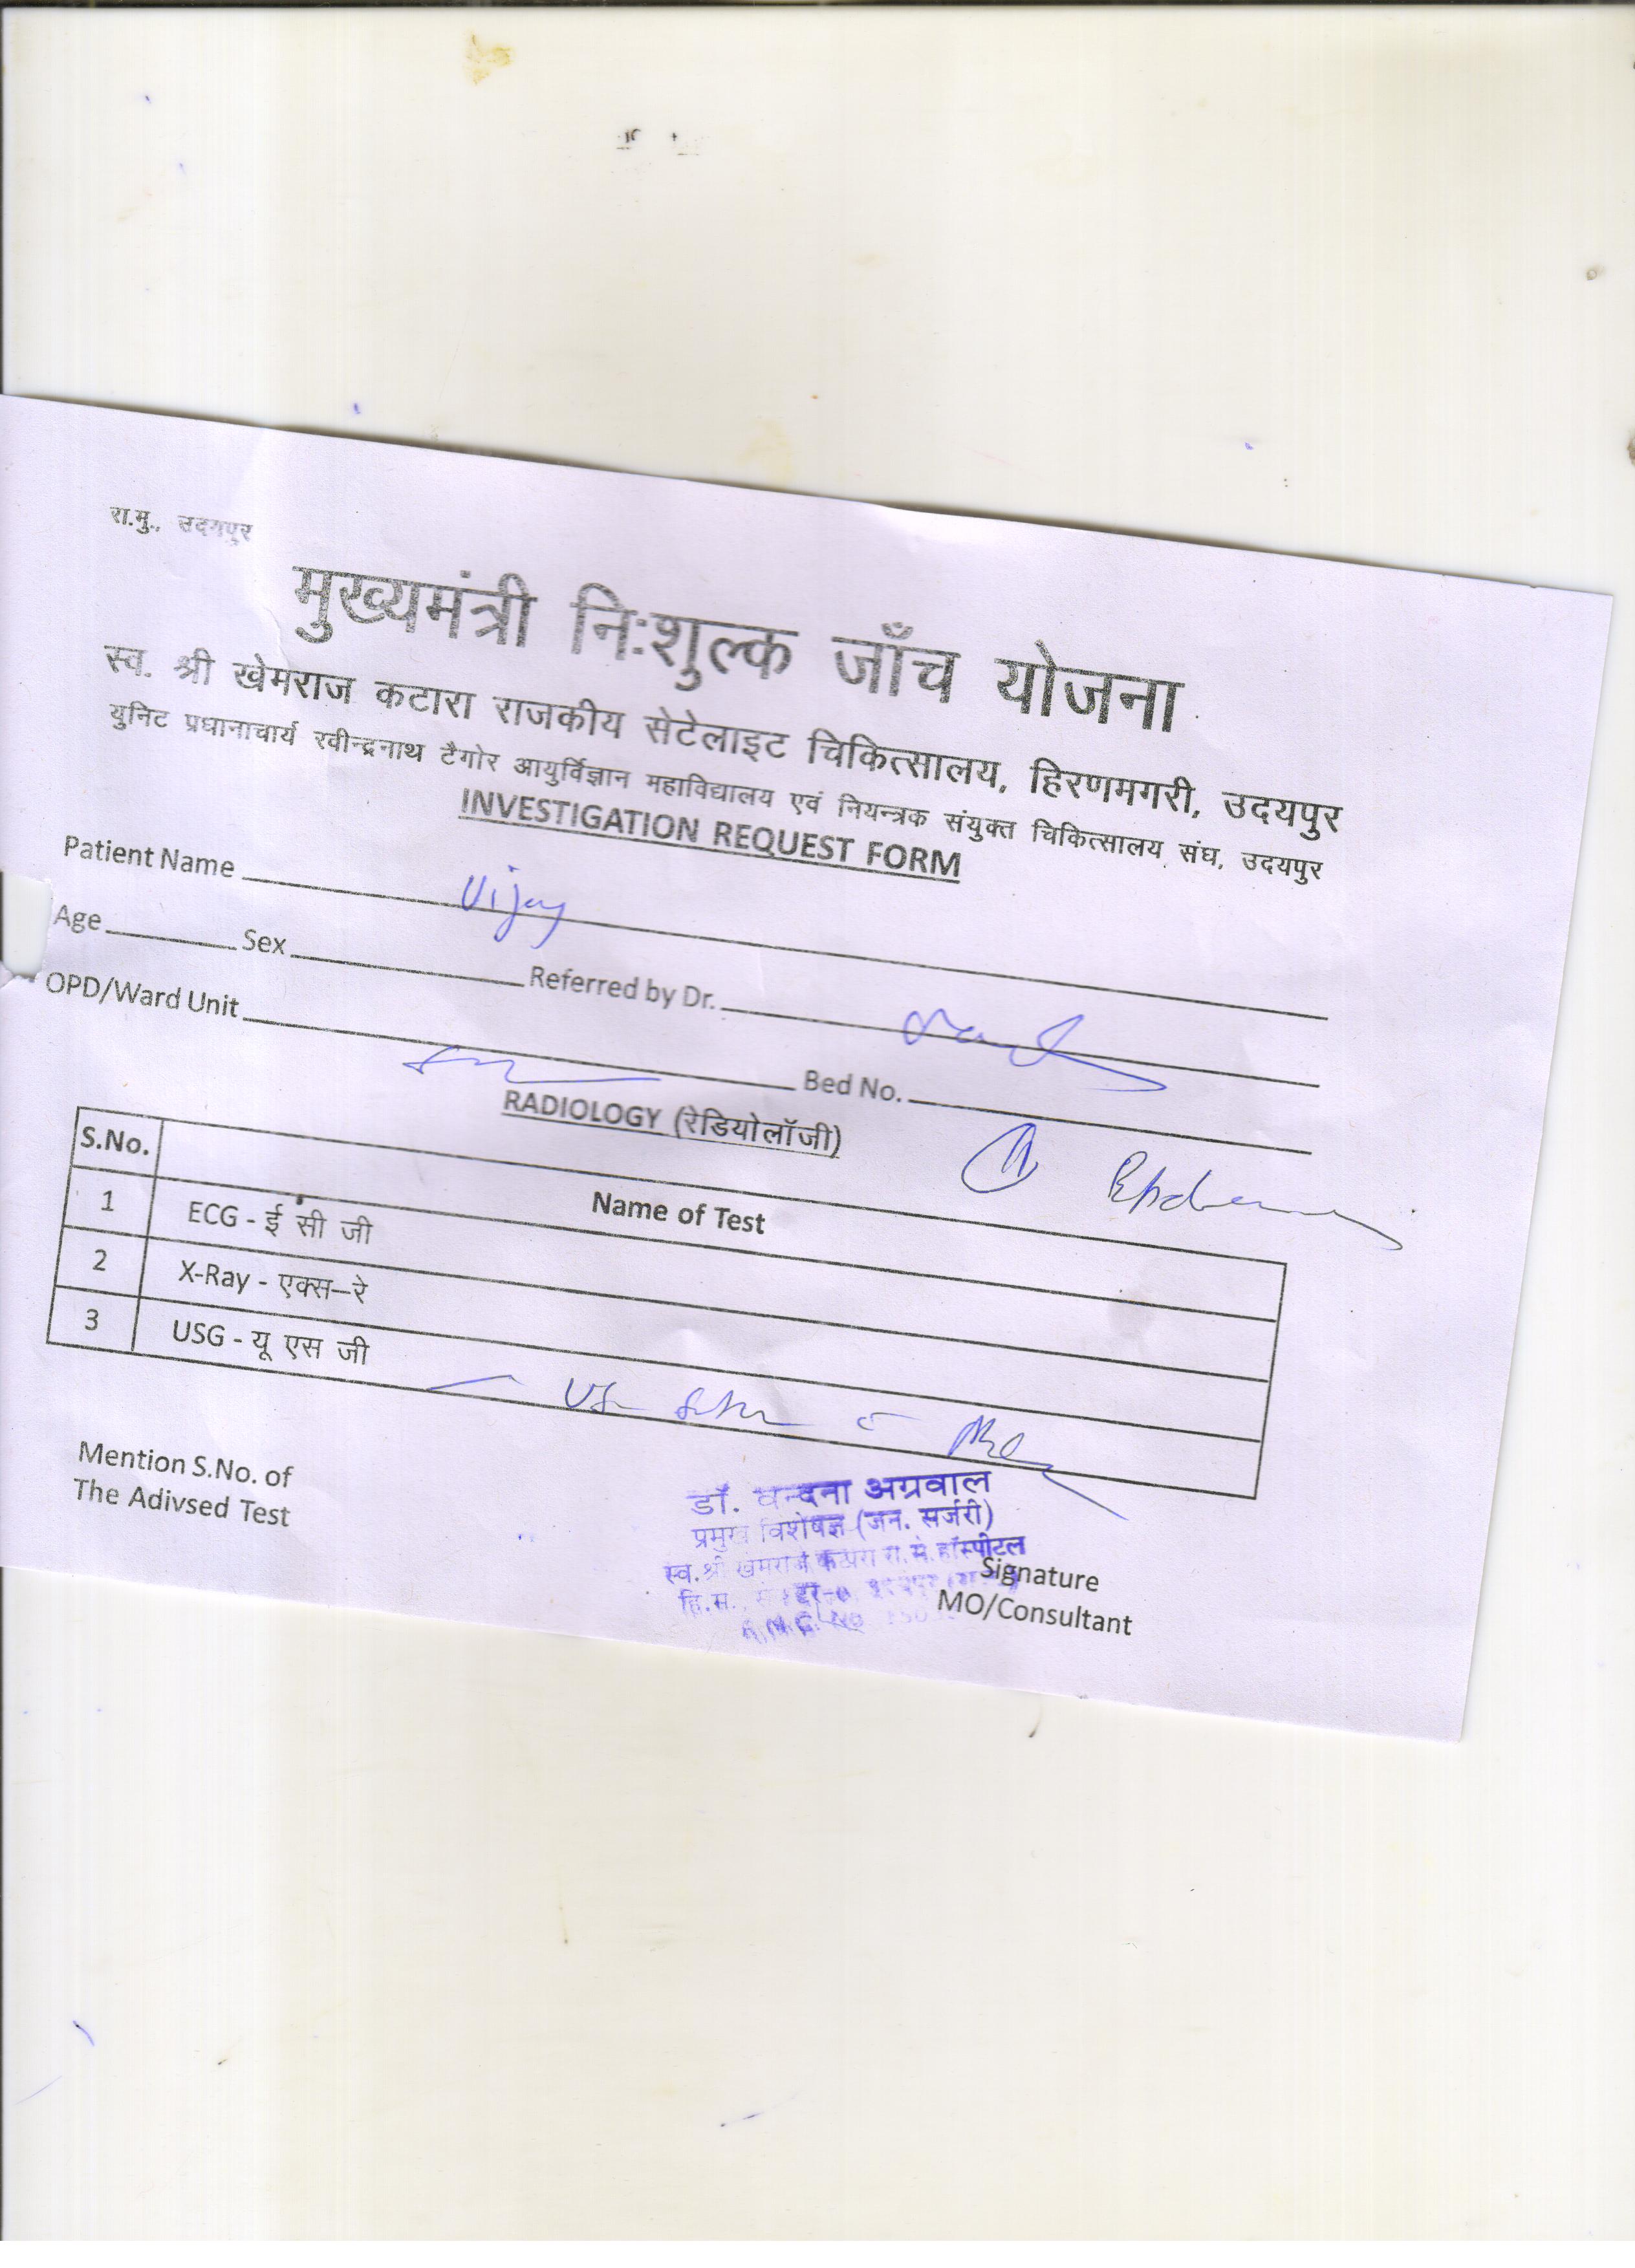 रा.मु., उदयपुर
मुख्यमंत्री नि:शुल्क जाँच योजना
स्व. श्री खेमराज कटारा राजकीय सेटेलाइट चिकित्सालय, हिरणमगरी, उदयपुर
युनिट प्रधानाचार्य रवीन्द्रनाथ टैगोर आयुर्विज्ञान महाविद्यालय एवं नियन्त्रक संयुक्त चिकित्सालय संघ, उदयपुर
INVESTIGATION REQUEST FORM
Patient Name Vijay
Age Sex Referred by Dr.
OPD/Ward Unit Bed No.
RADIOLOGY (रेडियोलॉजी)
S.No. Name of Test
1 ECG - ई सी जी
2 X-Ray - एक्स–रे
3 USG - यू एस जी
Mention S.No. of
The Adivsed Test
डॉ. वन्दना अग्रवाल
प्रमुख विशेषज्ञ (जन. सर्जरी)
स्व. श्री खेमराज कटारा रा. से. हॉस्पीटल
Signature
MO/Consultant